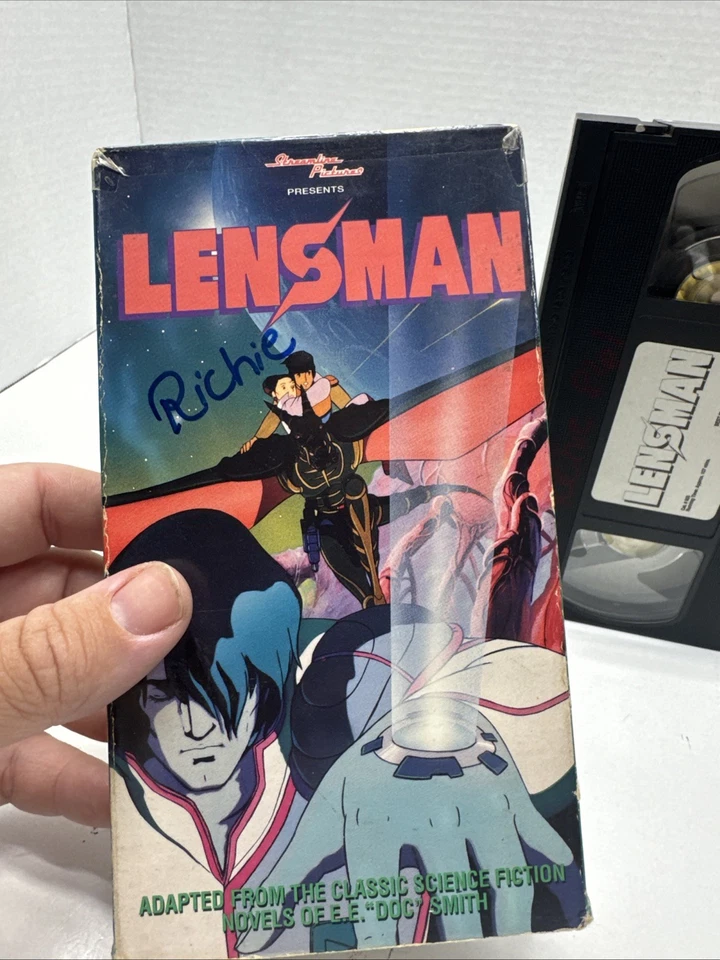 Streamline
Pictures
PRESENTS
LENSMAN
Richie
ADAPTED FROM THE CLASSIC SCIENCE FICTION
NOVELS OF E.E. "DOC" SMITH
LENSMAN